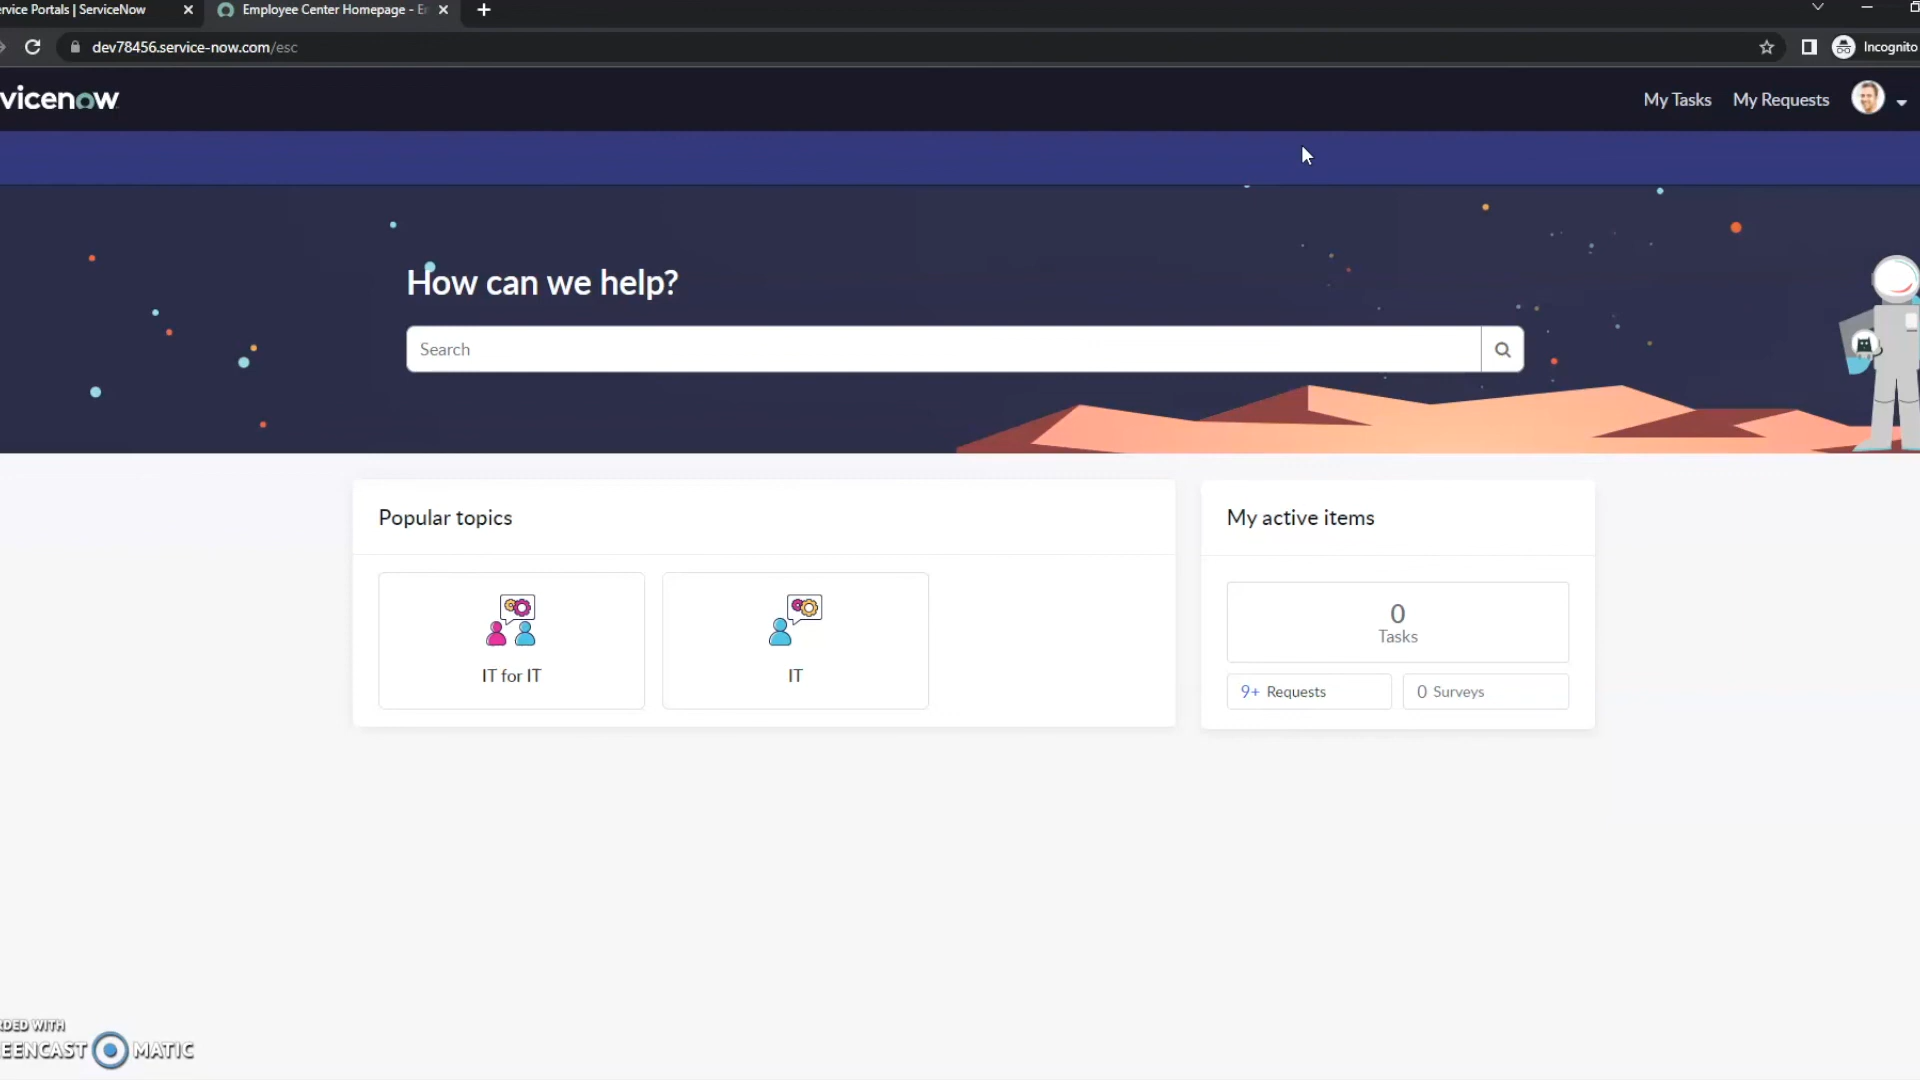 ervice Portals | ServiceNow
Employee Center Homepage - E
dev78456.service-now.com/esc
Incognito
vicenow
My Tasks
My Requests
How can we help?
Search
Popular topics
My active items
IT for IT
IT
0
Tasks
9+ Requests
0 Surveys
RDED WITH
EENCAST MATIC